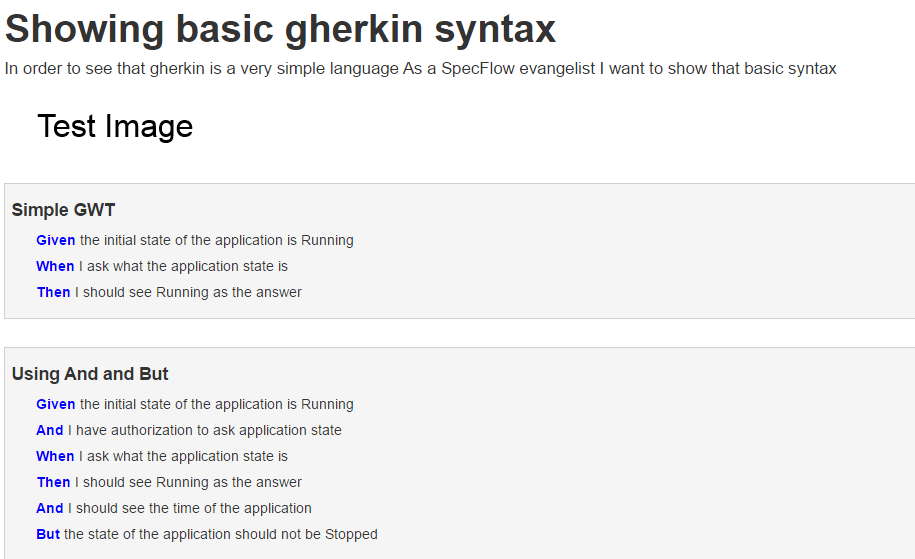 Showing basic gherkin syntax
In order to see that gherkin is a very simple language As a SpecFlow evangelist I want to show that basic syntax
Test Image
Simple GWT
Given the initial state of the application is Running
When I ask what the application state is
Then I should see Running as the answer
Using And and But
Given the initial state of the application is Running
And I have authorization to ask application state
When I ask what the application state is
Then I should see Running as the answer
And I should see the time of the application
But the state of the application should not be Stopped